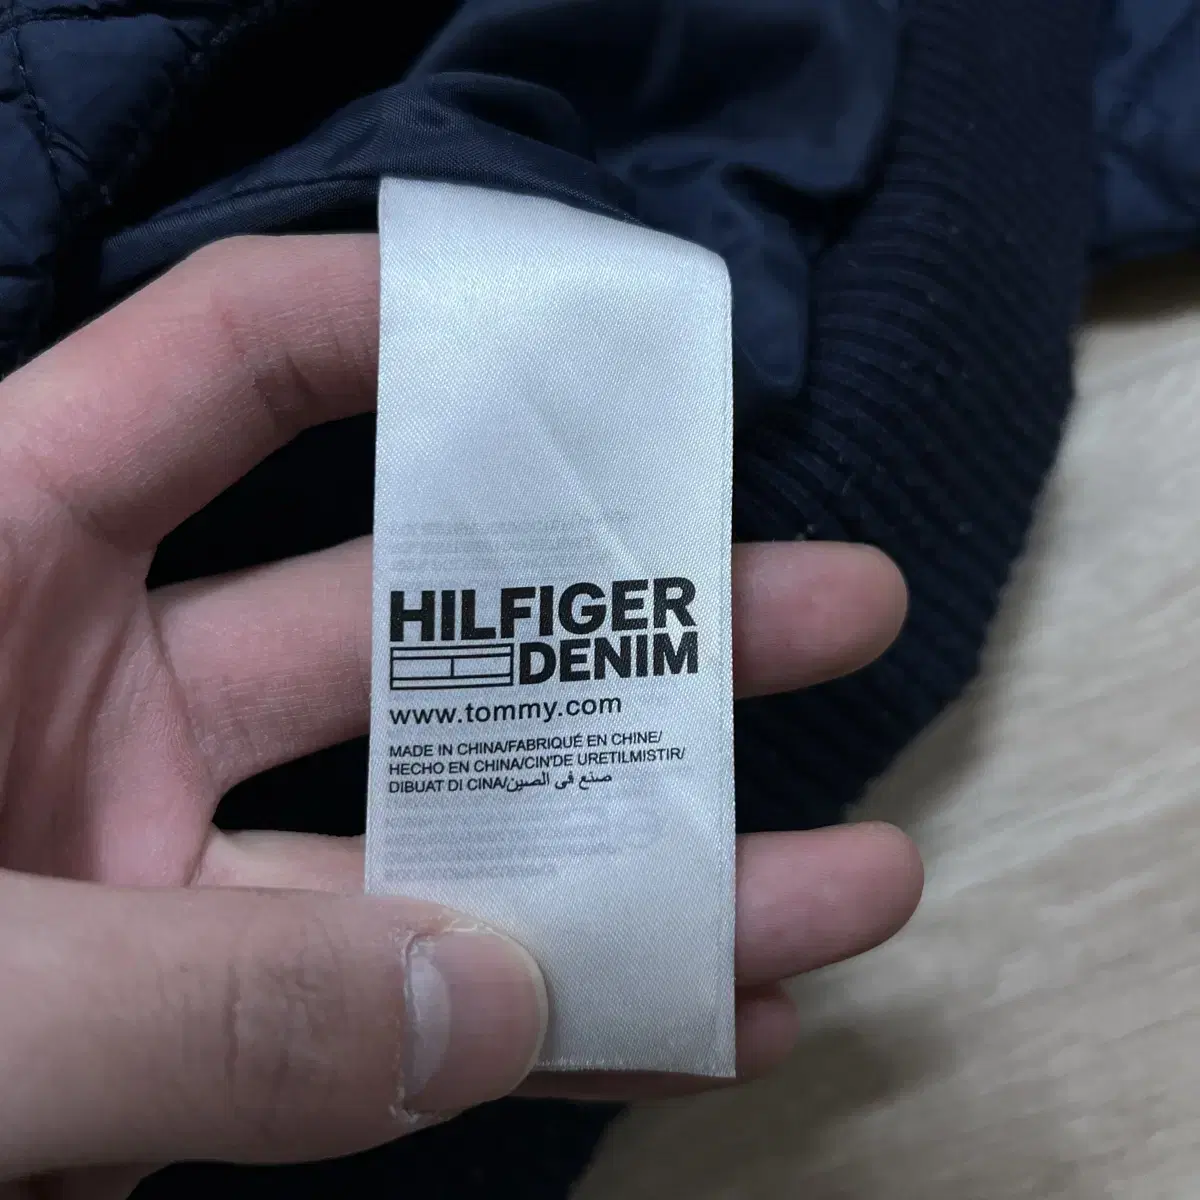 HILFIGER
DENIM
www.tommy.com
MADE IN CHINA/FABRIQUÉ EN CHINE/
HECHO EN CHINA/CIN'DE URETILMISTIR/
DIBUAT DI CINA/صنع في الصين